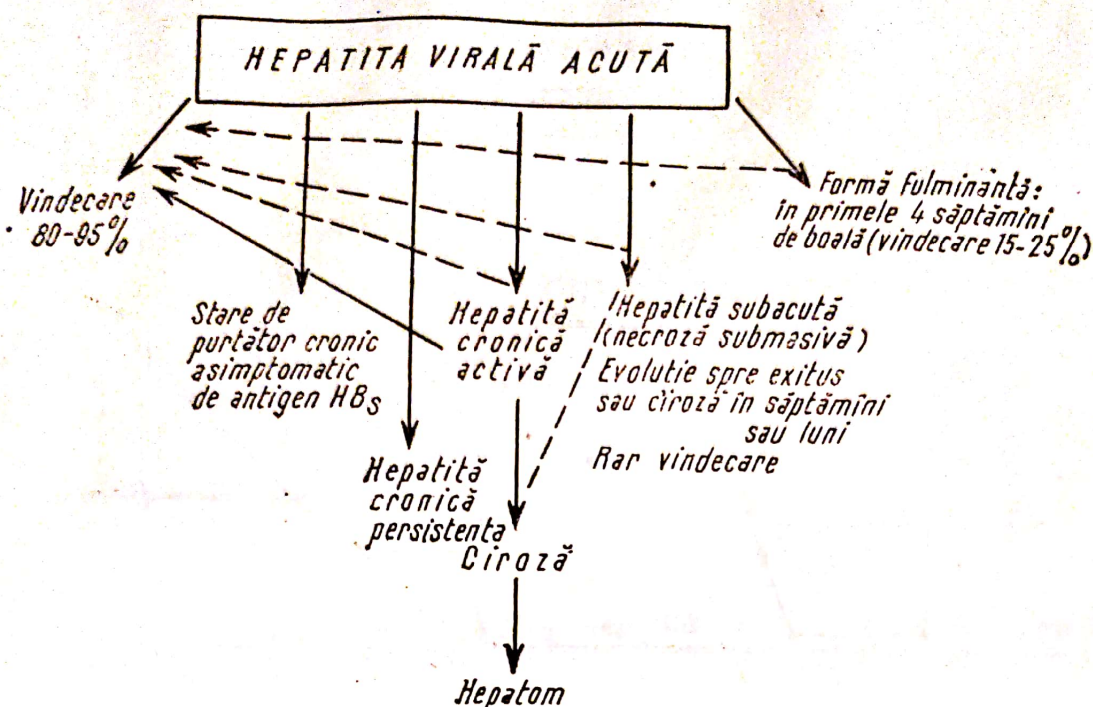 HEPATITA VIRALĂ ACUTĂ
Vindecare
80-95%
Formă fulminantă:
în primele 4 săptămîni
de boală (vindecare 15-25%)
Stare de
purtător cronic
asimptomatic
de antigen HBs
Hepatită
cronică
activă
Hepatită subacută
(necroză submasivă)
Evolutie spre exitus
sau ciroză în săptămîni
sau luni
Rar vindecare
Hepatită
cronică
persistenta
Ciroză
Hepatom